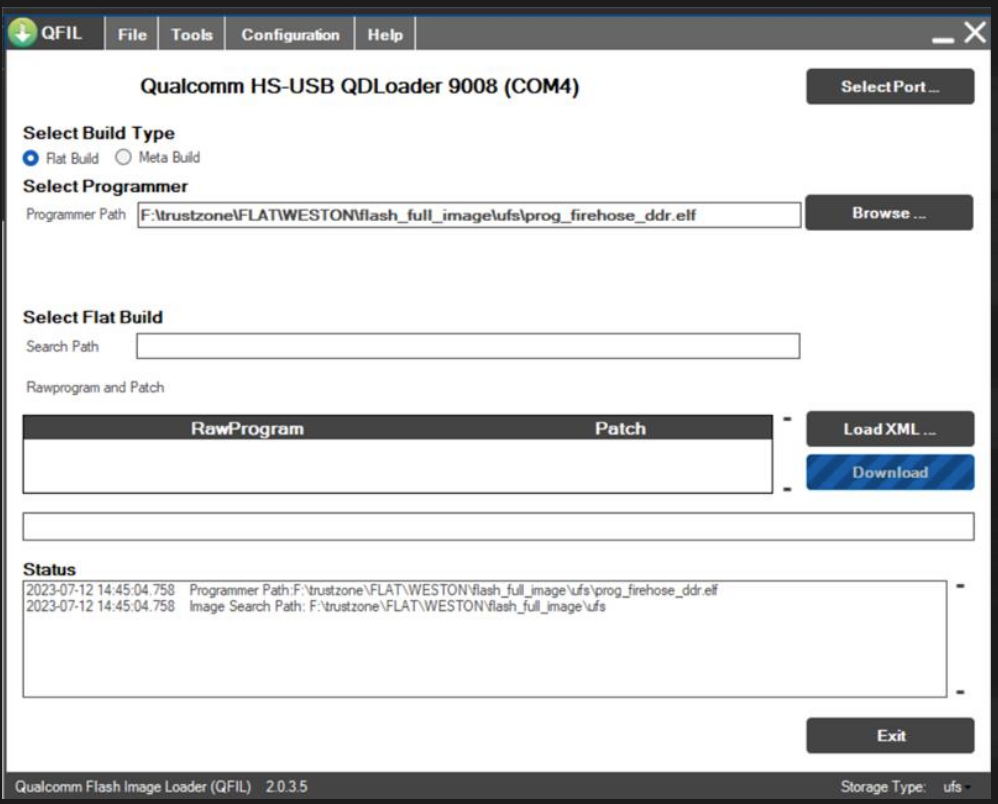 QFIL File Tools Configuration Help
Qualcomm HS-USB QDLoader 9008 (COM4)
Select Port ...
Select Build Type
Flat Build Meta Build
Select Programmer
Programmer Path F:\trustzone\FLAT\WESTON\flash_full_image\ufs\prog_firehose_ddr.elf Browse ...
Select Flat Build
Search Path
Rawprogram and Patch
RawProgram Patch Load XML ...
Download
Status
2023-07-12 14:45:04.758 Programmer Path:F:\trustzone\FLAT\WESTON\flash_full_image\ufs\prog_firehose_ddr.elf
2023-07-12 14:45:04.758 Image Search Path: F:\trustzone\FLAT\WESTON\flash_full_image\ufs
Exit
Qualcomm Flash Image Loader (QFIL) 2.0.3.5 Storage Type: ufs